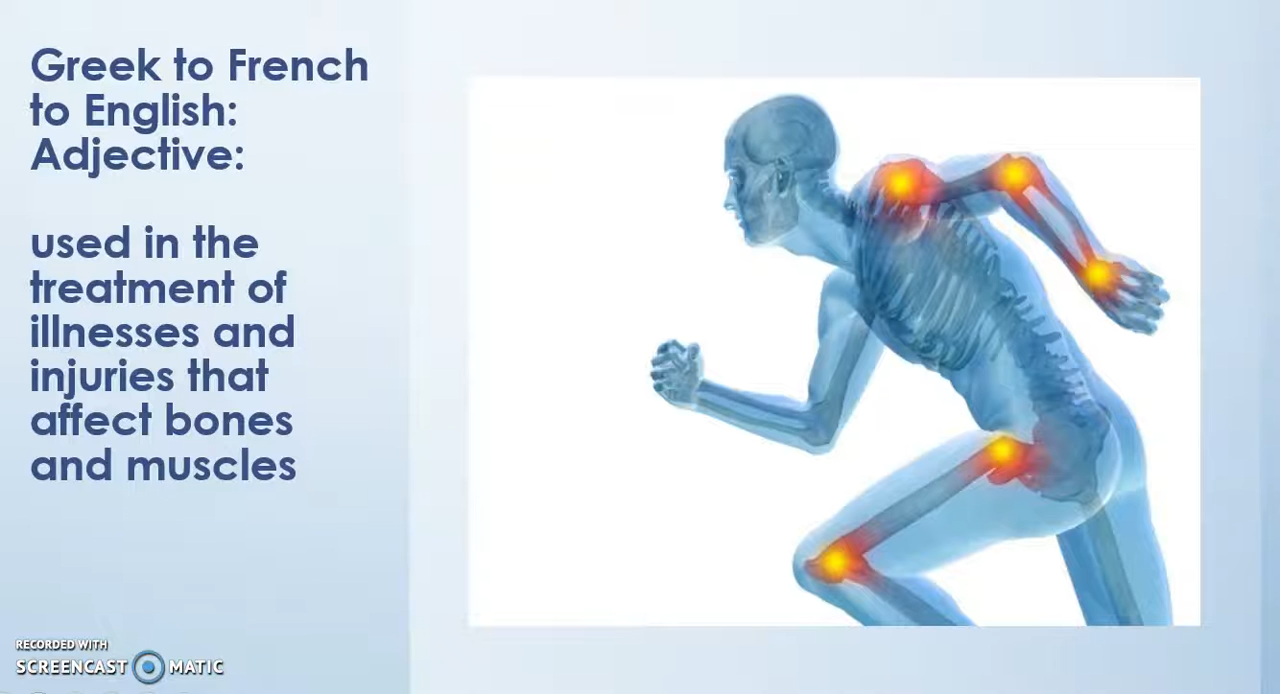 Greek to French
to English:
Adjective:
used in the
treatment of
illnesses and
injuries that
affect bones
and muscles
RECORDED WITH
SCREENCAST MATIC